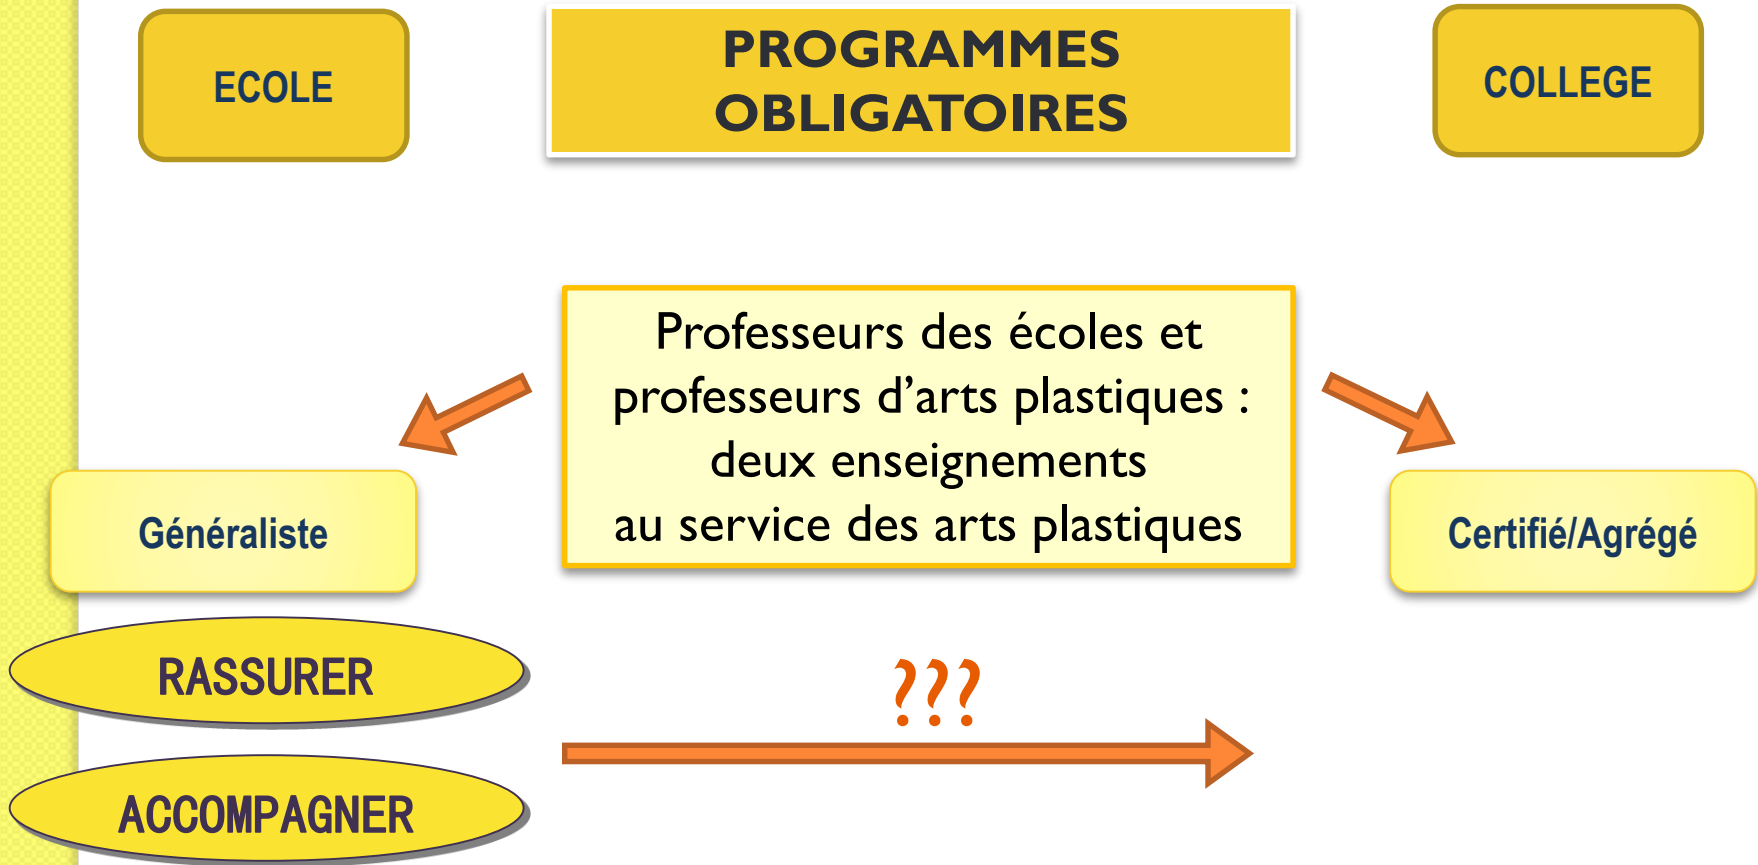 ECOLE
PROGRAMMES
OBLIGATOIRES
COLLEGE
Professeurs des écoles et
professeurs d’arts plastiques :
deux enseignements
au service des arts plastiques
Généraliste
Certifié/Agrégé
RASSURER
???
ACCOMPAGNER